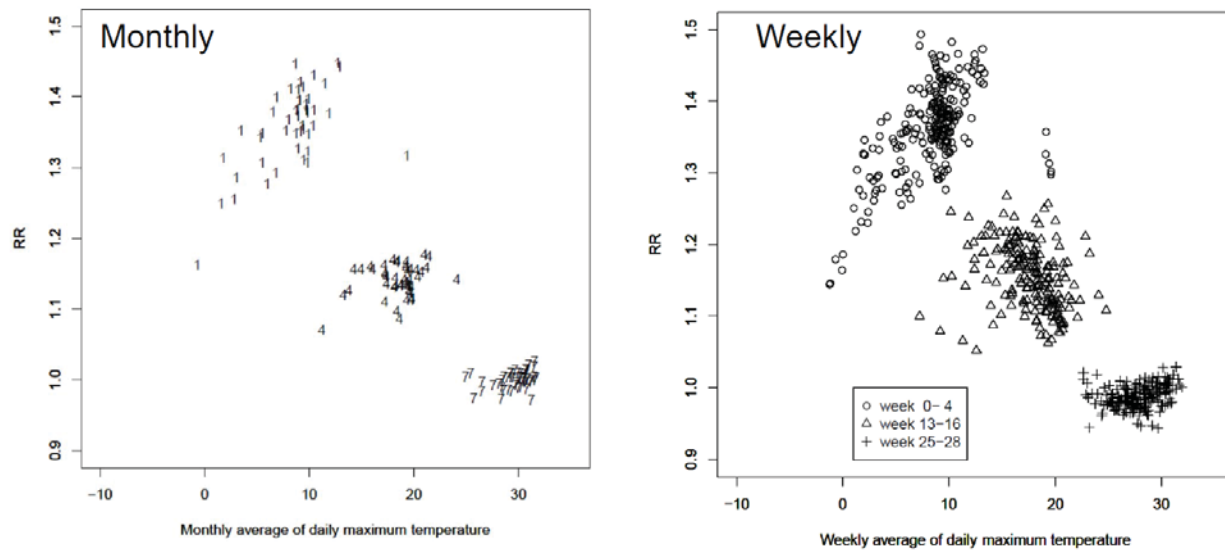 Monthly
1.5
1.4
1.3
1.2
1.1
1.0
0.9
RR
−10
0
10
20
30
Monthly average of daily maximum temperature
Weekly
1.5
1.4
1.3
1.2
1.1
1.0
0.9
RR
week 0-4
week 13-16
week 25-28
−10
0
10
20
30
Weekly average of daily maximum temperature